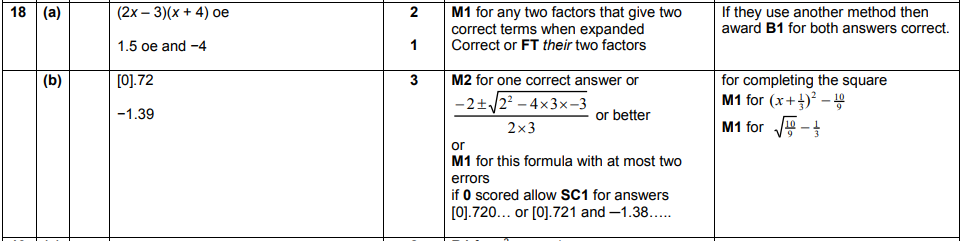 18 (a) (2x – 3)(x + 4) oe 2 M1 for any two factors that give two If they use another method then
correct terms when expanded award B1 for both answers correct.
1.5 oe and −4 1 Correct or FT their two factors
(b) [0].72 3 M2 for one correct answer or for completing the square
−2±√2² − 4×3×−3 / 2×3 or better M1 for (x+1/3)² − 10/9
−1.39 M1 for √10/9 − 1/3
or
M1 for this formula with at most two
errors
if 0 scored allow SC1 for answers
[0].720… or [0].721 and −1.38…..